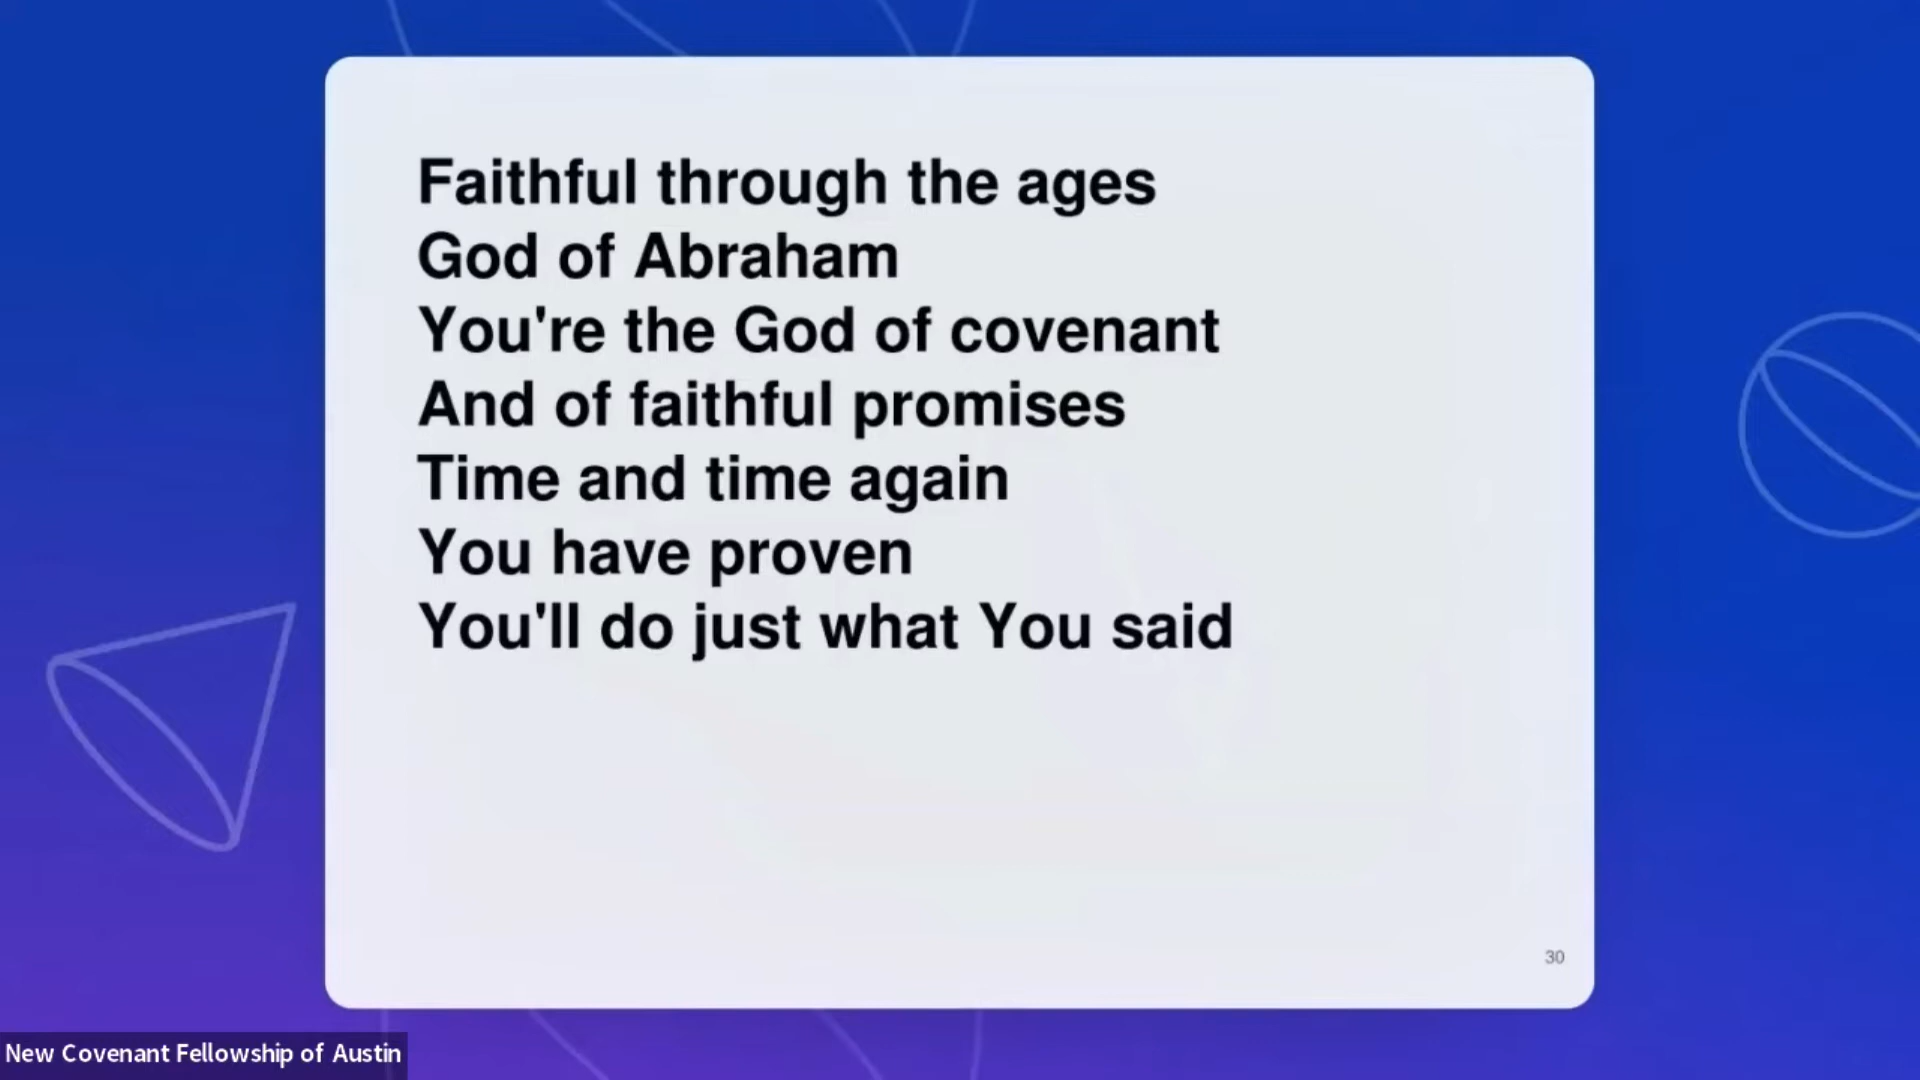 Faithful through the ages
God of Abraham
You're the God of covenant
And of faithful promises
Time and time again
You have proven
You'll do just what You said
30
New Covenant Fellowship of Austin